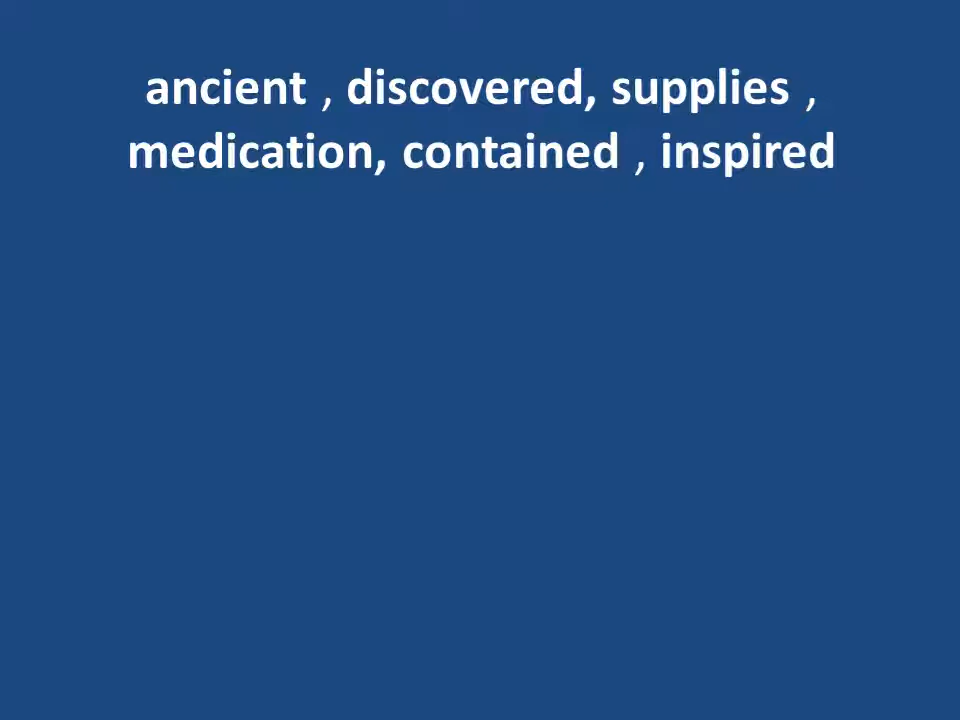 ancient , discovered, supplies ,
medication, contained , inspired